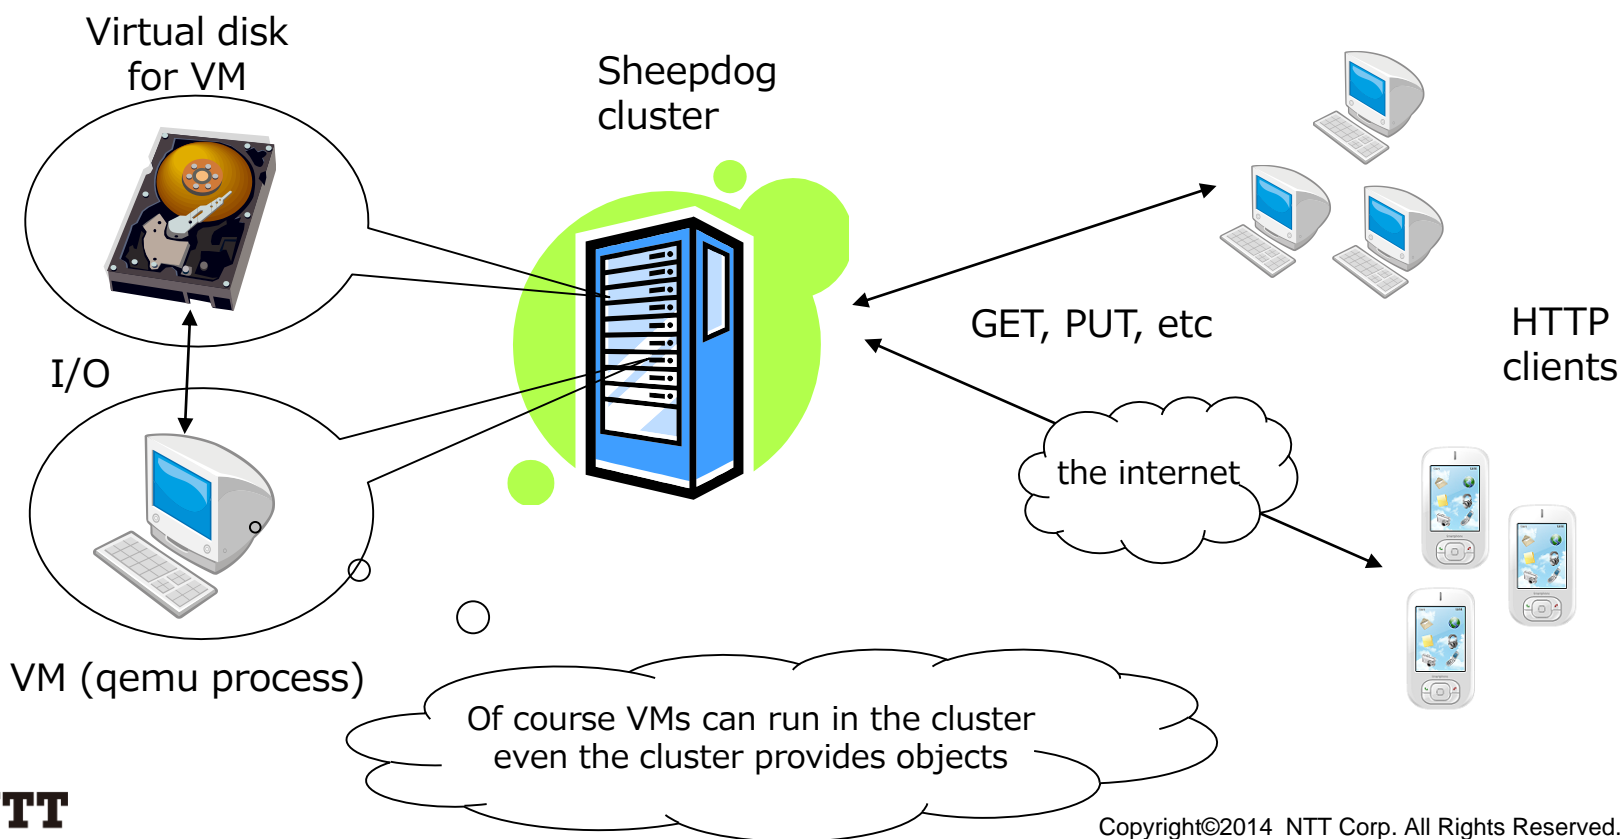 Virtual disk
for VM
Sheepdog
cluster
GET, PUT, etc
HTTP
clients
I/O
the internet
VM (qemu process)
Of course VMs can run in the cluster
even the cluster provides objects
TT
Copyright©2014 NTT Corp. All Rights Reserved.